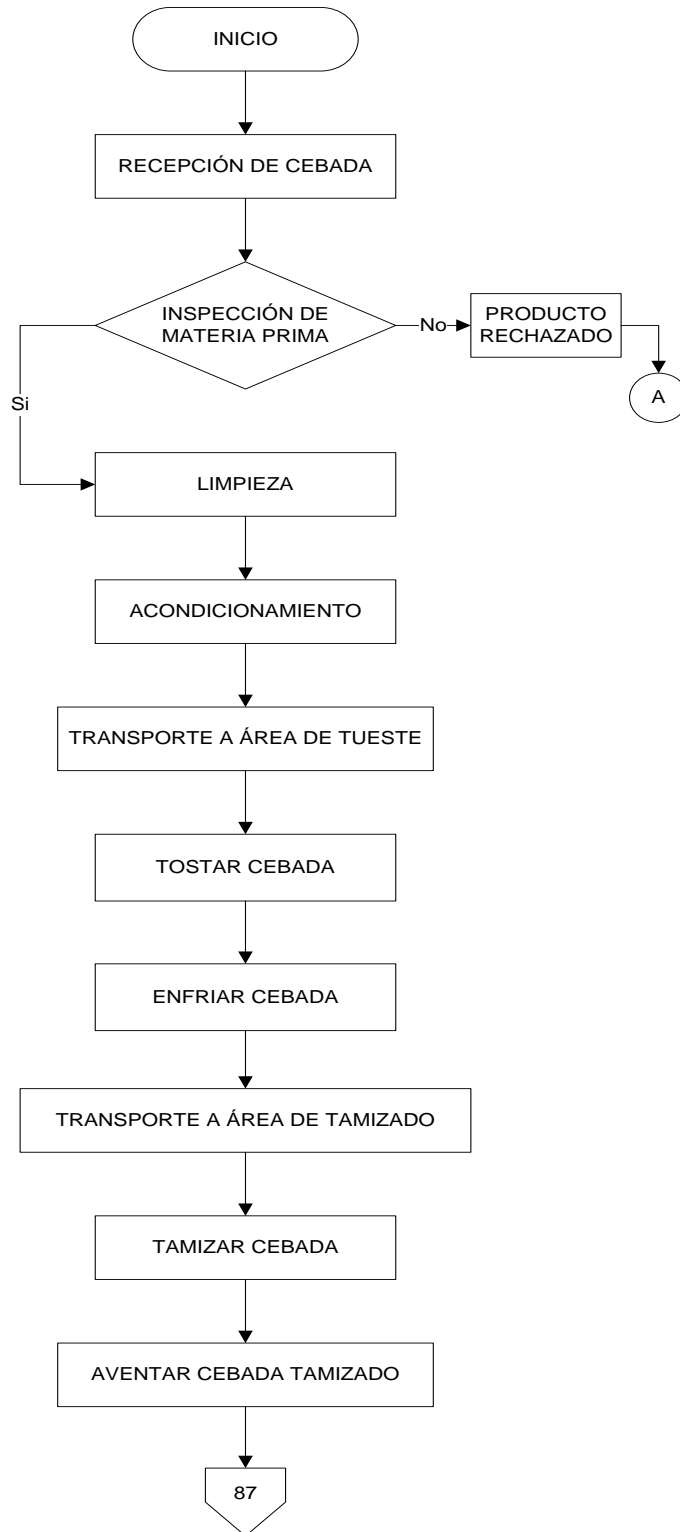 INICIO
RECEPCIÓN DE CEBADA
INSPECCIÓN DE
MATERIA PRIMA
No
PRODUCTO
RECHAZADO
A
Si
LIMPIEZA
ACONDICIONAMIENTO
TRANSPORTE A ÁREA DE TUESTE
TOSTAR CEBADA
ENFRIAR CEBADA
TRANSPORTE A ÁREA DE TAMIZADO
TAMIZAR CEBADA
AVENTAR CEBADA TAMIZADO
87